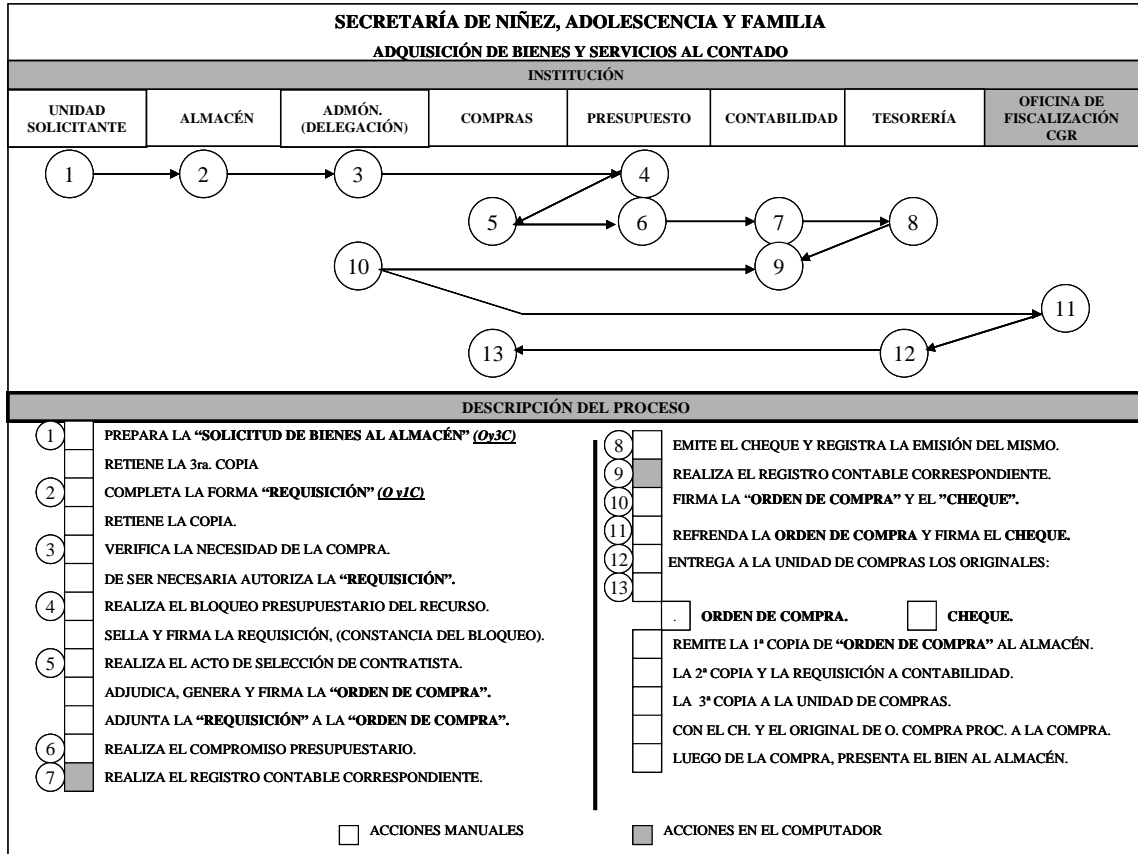 SECRETARÍA DE NIÑEZ, ADOLESCENCIA Y FAMILIA
ADQUISICIÓN DE BIENES Y SERVICIOS AL CONTADO
INSTITUCIÓN
UNIDAD SOLICITANTE
ALMACÉN
ADMÓN. (DELEGACIÓN)
COMPRAS
PRESUPUESTO
CONTABILIDAD
TESORERÍA
OFICINA DE FISCALIZACIÓN CGR
1 2 3 4
5 6 7 8
10 9
11
13 12
DESCRIPCIÓN DEL PROCESO
1 PREPARA LA “SOLICITUD DE BIENES AL ALMACÉN” (Oy3C)
RETIENE LA 3ra. COPIA
2 COMPLETA LA FORMA “REQUISICIÓN” (O y1C)
RETIENE LA COPIA.
3 VERIFICA LA NECESIDAD DE LA COMPRA.
DE SER NECESARIA AUTORIZA LA “REQUISICIÓN”.
4 REALIZA EL BLOQUEO PRESUPUESTARIO DEL RECURSO.
SELLA Y FIRMA LA REQUISICIÓN, (CONSTANCIA DEL BLOQUEO).
5 REALIZA EL ACTO DE SELECCIÓN DE CONTRATISTA.
ADJUDICA, GENERA Y FIRMA LA “ORDEN DE COMPRA”.
ADJUNTA LA “REQUISICIÓN” A LA “ORDEN DE COMPRA”.
6 REALIZA EL COMPROMISO PRESUPUESTARIO.
7 REALIZA EL REGISTRO CONTABLE CORRESPONDIENTE.
8 EMITE EL CHEQUE Y REGISTRA LA EMISIÓN DEL MISMO.
9 REALIZA EL REGISTRO CONTABLE CORRESPONDIENTE.
10 FIRMA LA “ORDEN DE COMPRA” Y EL ”CHEQUE”.
11 REFRENDA LA ORDEN DE COMPRA Y FIRMA EL CHEQUE.
12 ENTREGA A LA UNIDAD DE COMPRAS LOS ORIGINALES:
13
. ORDEN DE COMPRA. CHEQUE.
REMITE LA 1ª COPIA DE “ORDEN DE COMPRA” AL ALMACÉN.
LA 2ª COPIA Y LA REQUISICIÓN A CONTABILIDAD.
LA 3ª COPIA A LA UNIDAD DE COMPRAS.
CON EL CH. Y EL ORIGINAL DE O. COMPRA PROC. A LA COMPRA.
LUEGO DE LA COMPRA, PRESENTA EL BIEN AL ALMACÉN.
ACCIONES MANUALES
ACCIONES EN EL COMPUTADOR